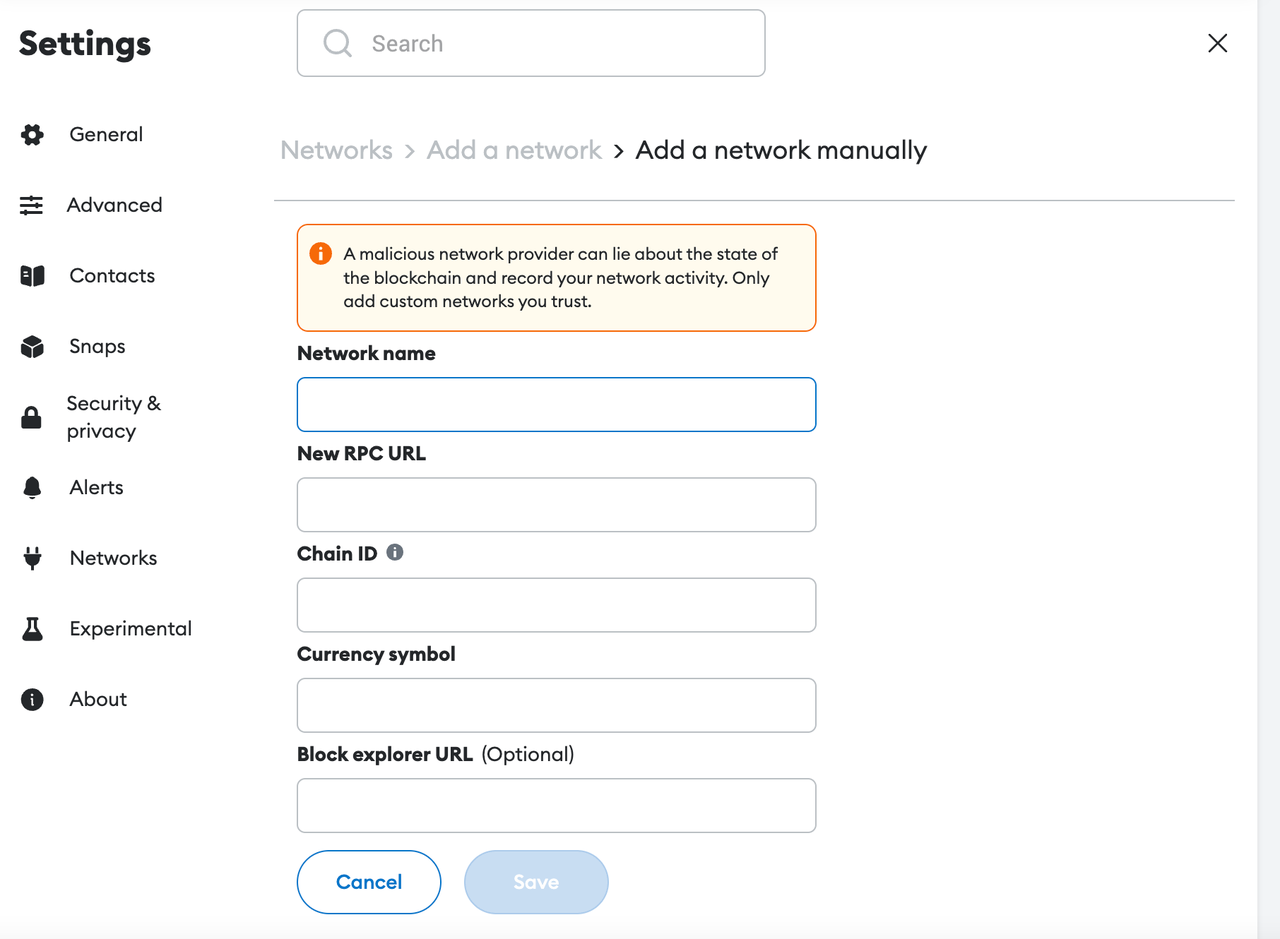 Settings
Search
General
Advanced
Contacts
Snaps
Security &
privacy
Alerts
Networks
Experimental
About
Networks > Add a network > Add a network manually
A malicious network provider can lie about the state of
the blockchain and record your network activity. Only
add custom networks you trust.
Network name
New RPC URL
Chain ID
Currency symbol
Block explorer URL (Optional)
Cancel
Save